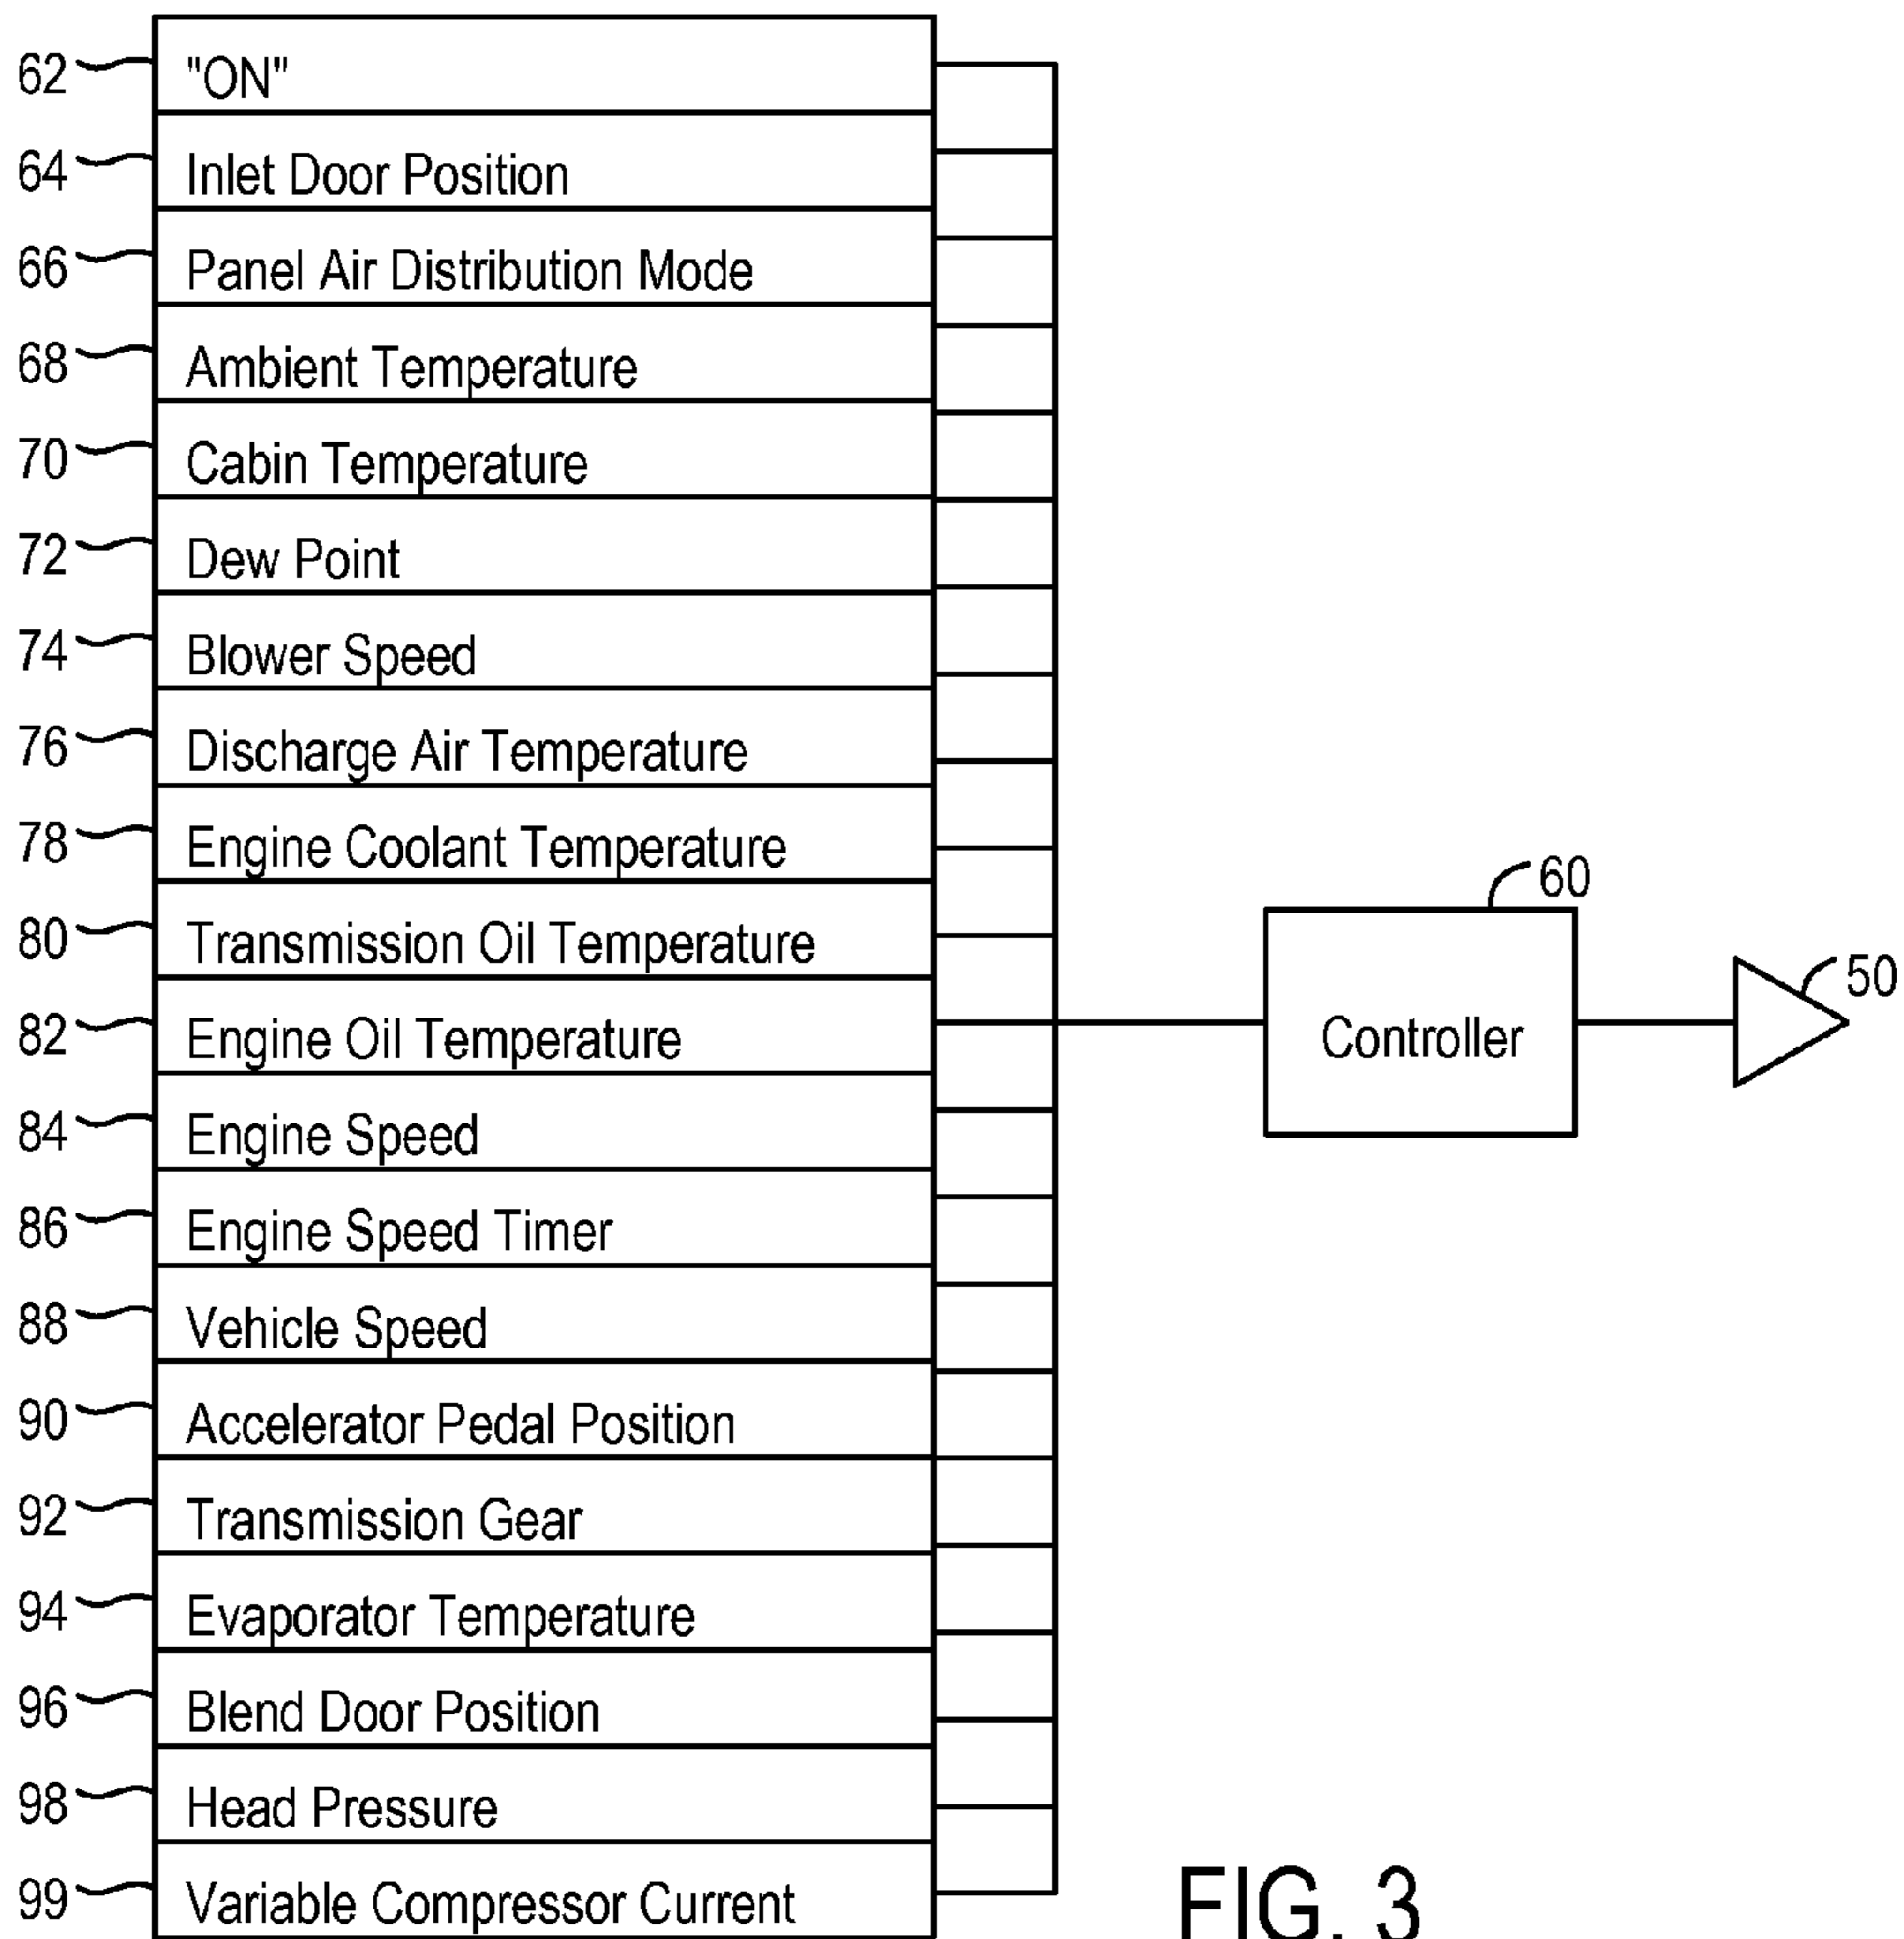 62 "ON"
64 Inlet Door Position
66 Panel Air Distribution Mode
68 Ambient Temperature
70 Cabin Temperature
72 Dew Point
74 Blower Speed
76 Discharge Air Temperature
78 Engine Coolant Temperature
80 Transmission Oil Temperature
82 Engine Oil Temperature
84 Engine Speed
86 Engine Speed Timer
88 Vehicle Speed
90 Accelerator Pedal Position
92 Transmission Gear
94 Evaporator Temperature
96 Blend Door Position
98 Head Pressure
99 Variable Compressor Current
60
Controller
50
FIG. 3